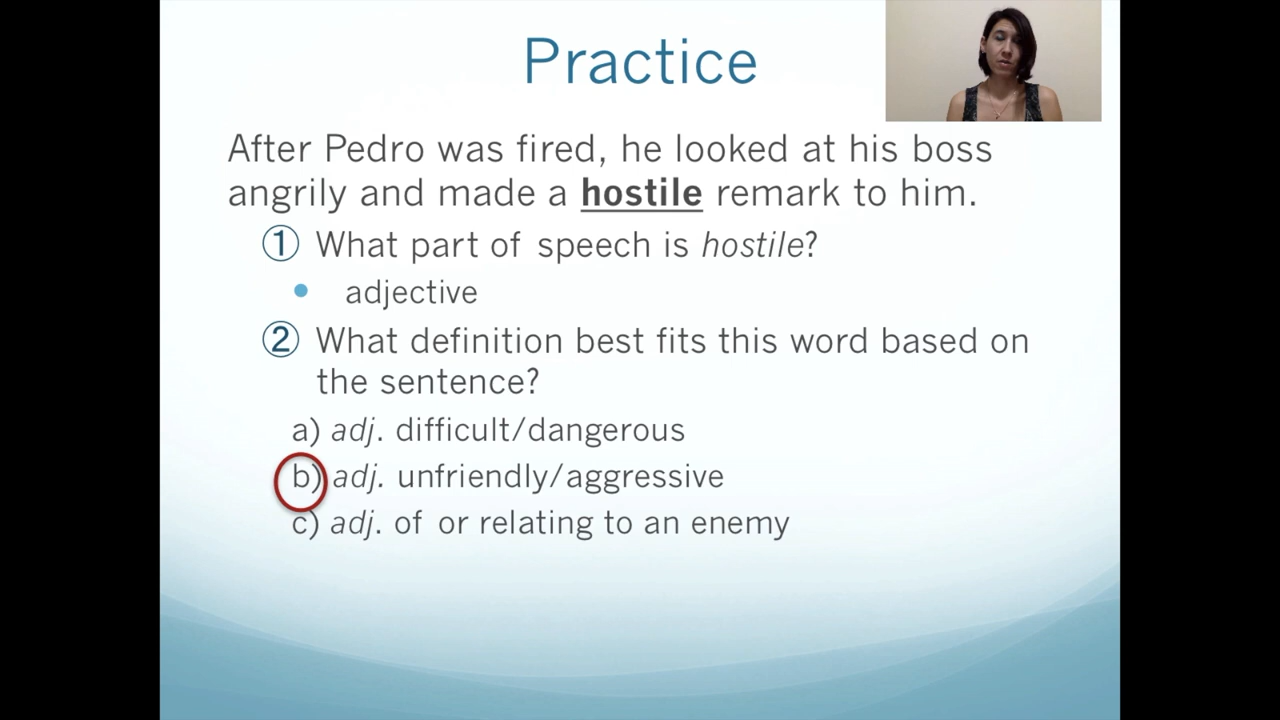 Practice
After Pedro was fired, he looked at his boss
angrily and made a hostile remark to him.
① What part of speech is hostile?
• adjective
② What definition best fits this word based on
the sentence?
a) adj. difficult/dangerous
b) adj. unfriendly/aggressive
c) adj. of or relating to an enemy